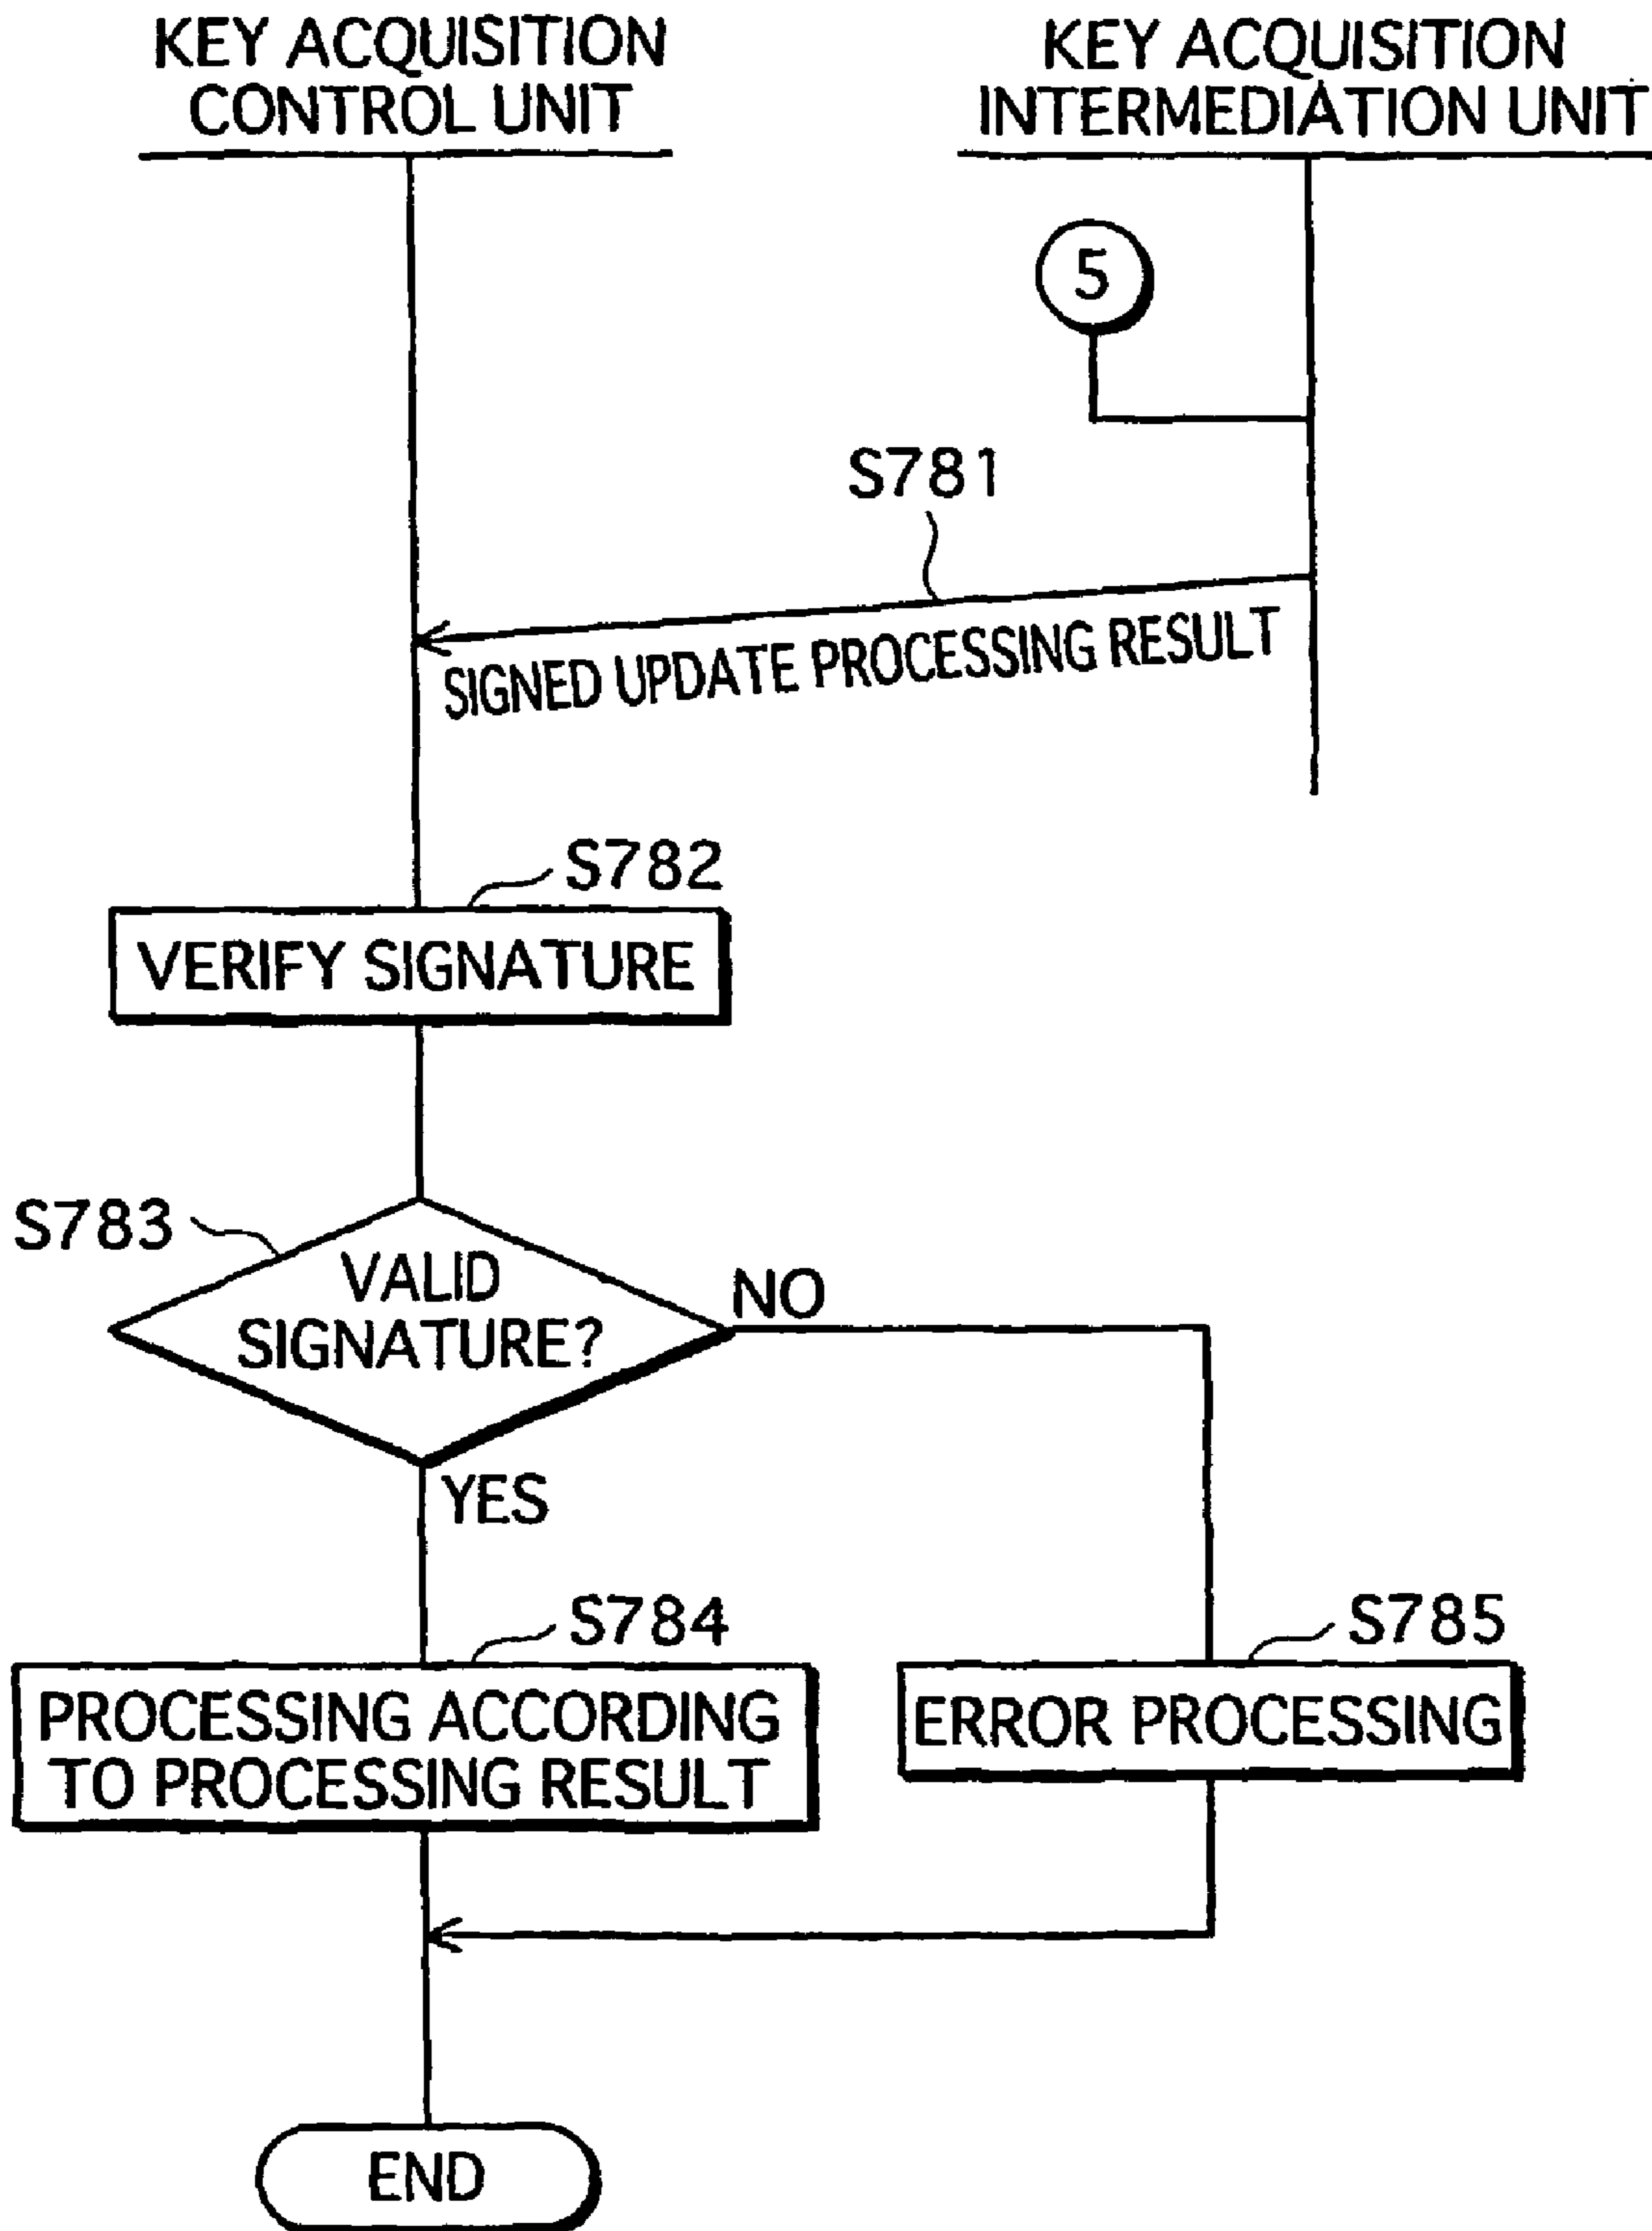 KEY ACQUISITION
CONTROL UNIT
KEY ACQUISITION
INTERMEDIATION UNIT
5
S781
SIGNED UPDATE PROCESSING RESULT
S782
VERIFY SIGNATURE
S783
VALID
SIGNATURE?
NO
YES
S784
PROCESSING ACCORDING
TO PROCESSING RESULT
S785
ERROR PROCESSING
END